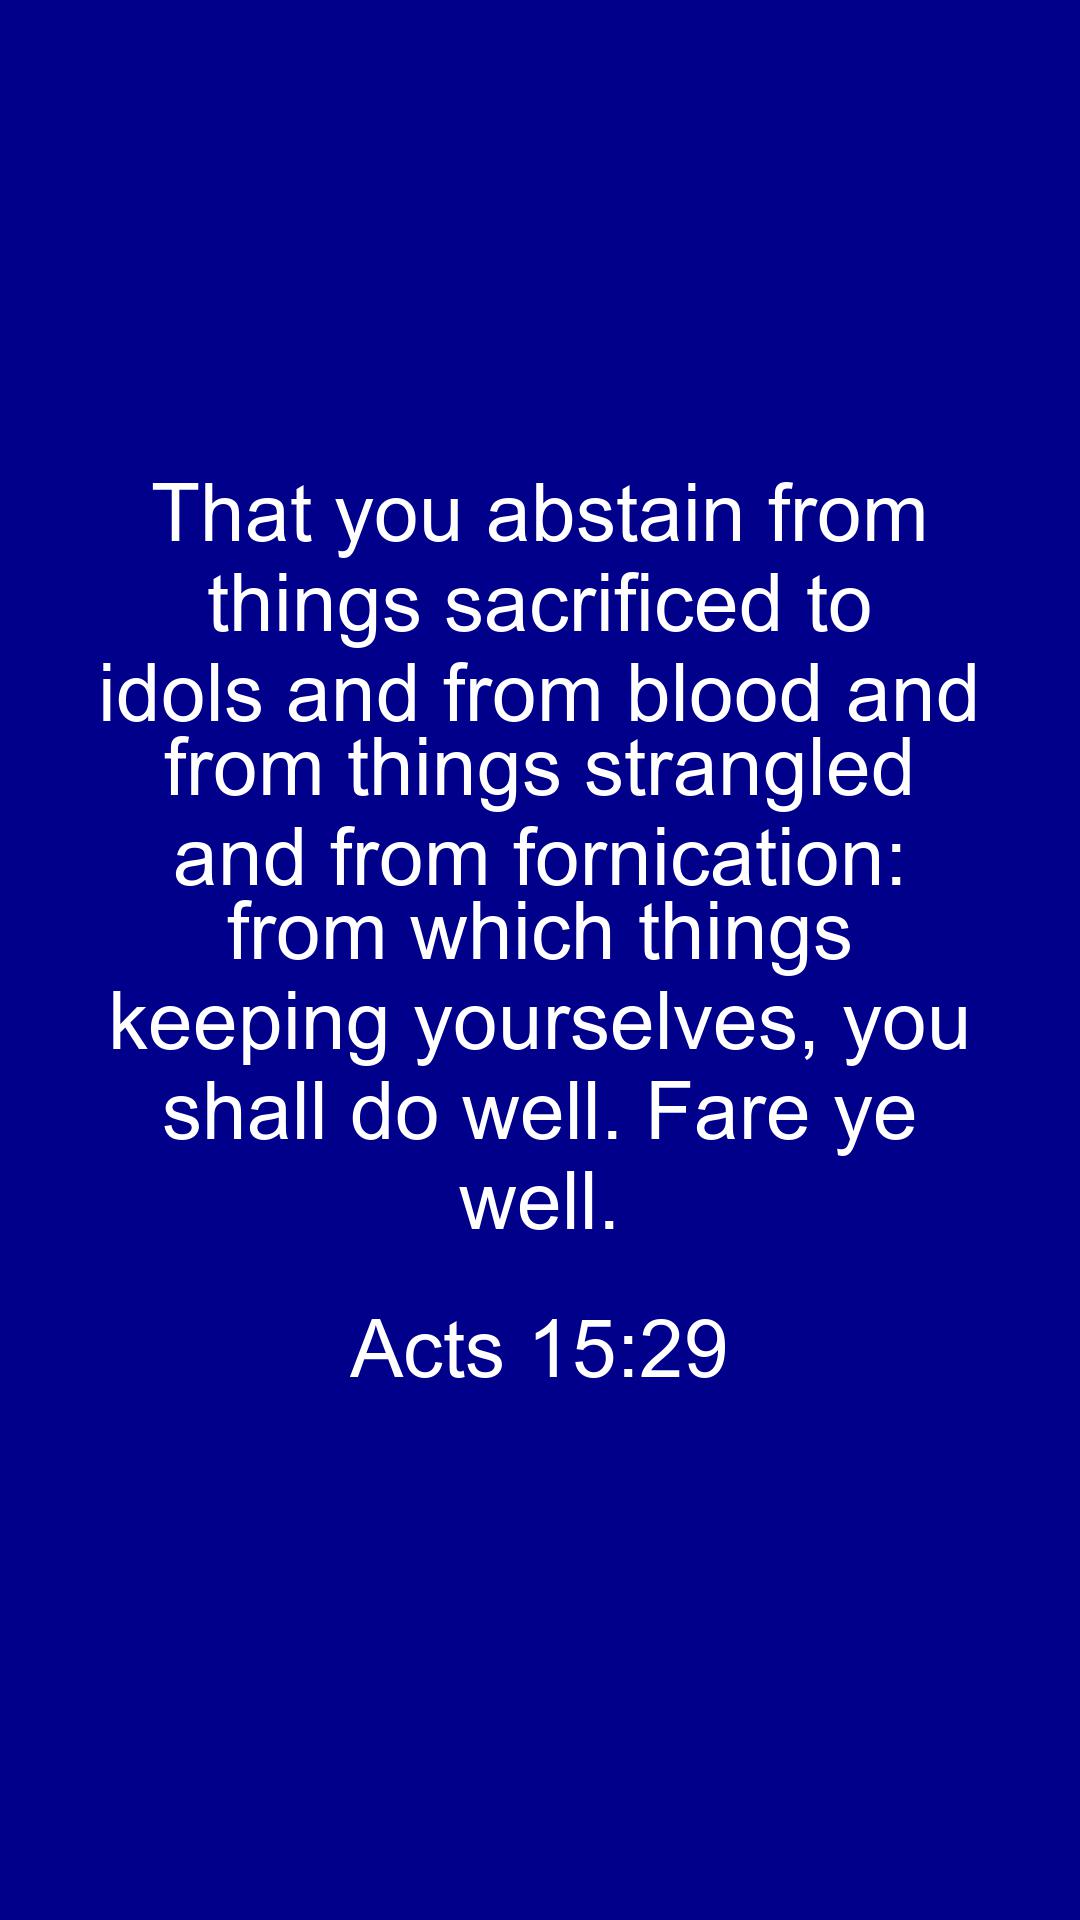 That you abstain from
things sacrificed to
idols and from blood and
from things strangled
and from fornication:
from which things
keeping yourselves, you
shall do well. Fare ye
well.
Acts 15:29